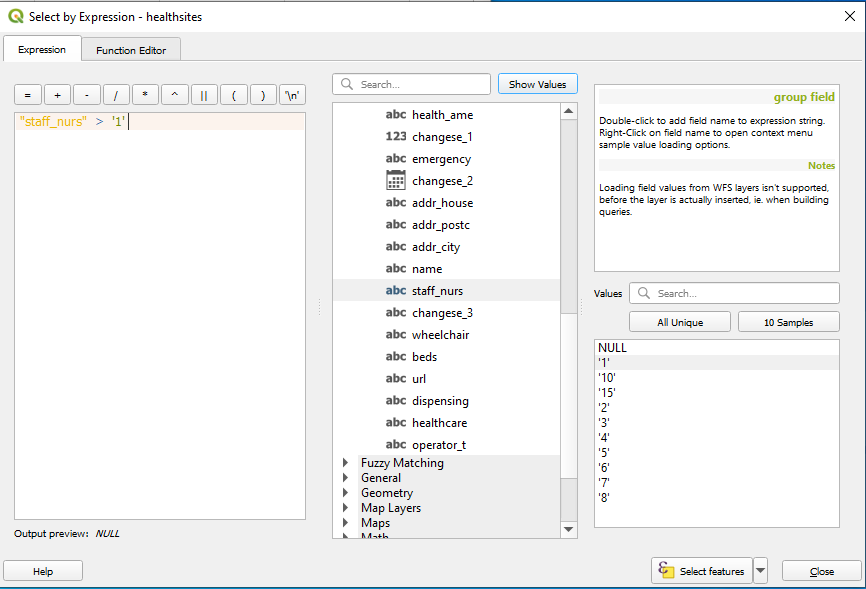 Select by Expression - healthsites
Expression
Function Editor
= + - / * ^ || ( ) '\n'
"staff_nurs" > '1'
Output preview: NULL
Search...
Show Values
abc health_ame
123 changese_1
abc emergency
changese_2
abc addr_house
abc addr_postc
abc addr_city
abc name
abc staff_nurs
abc changese_3
abc wheelchair
abc beds
abc url
abc dispensing
abc healthcare
abc operator_t
Fuzzy Matching
General
Geometry
Map Layers
Maps
Math
group field
Double-click to add field name to expression string.
Right-Click on field name to open context menu
sample value loading options.
Notes
Loading field values from WFS layers isn't supported,
before the layer is actually inserted, ie. when building
queries.
Values
Search...
All Unique
10 Samples
NULL
'1'
'10'
'15'
'2'
'3'
'4'
'5'
'6'
'7'
'8'
Help
Select features
Close